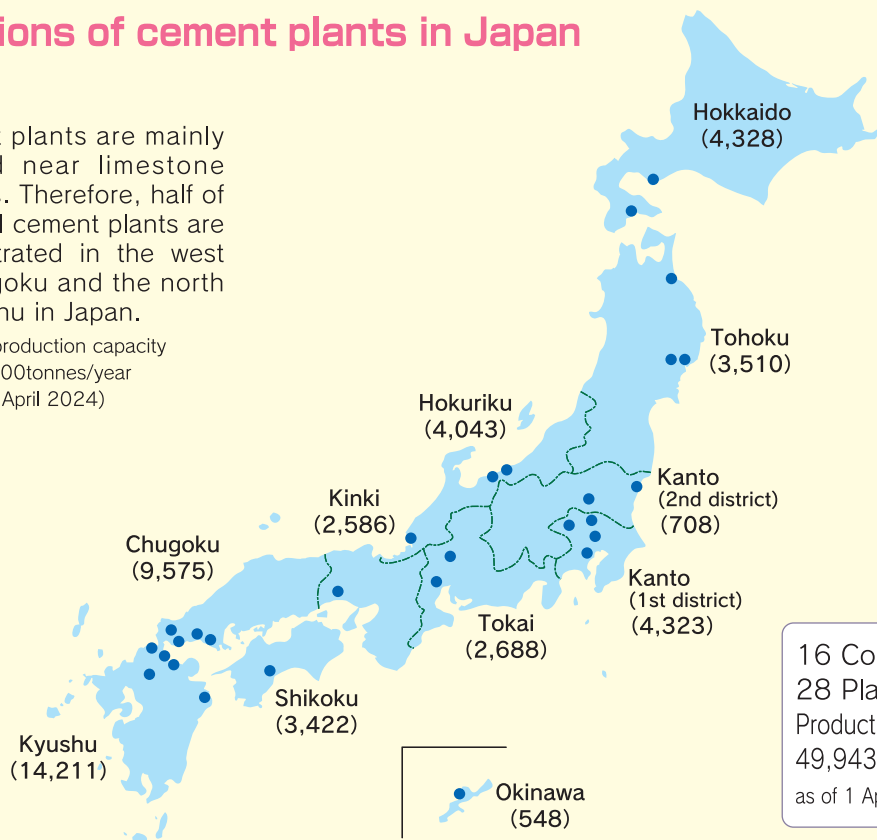 ions of cement plants in Japan
plants are mainly
near limestone
. Therefore, half of
cement plants are
trated in the west
goku and the north
hu in Japan.
production capacity
00tonnes/year
April 2024)
Hokkaido
(4,328)
Tohoku
(3,510)
Hokuriku
(4,043)
Kanto
(2nd district)
(708)
Kinki
(2,586)
Chugoku
(9,575)
Kanto
(1st district)
(4,323)
Tokai
(2,688)
Shikoku
(3,422)
Kyushu
(14,211)
Okinawa
(548)
16 Co
28 Pla
Product
49,943
as of 1 Ap